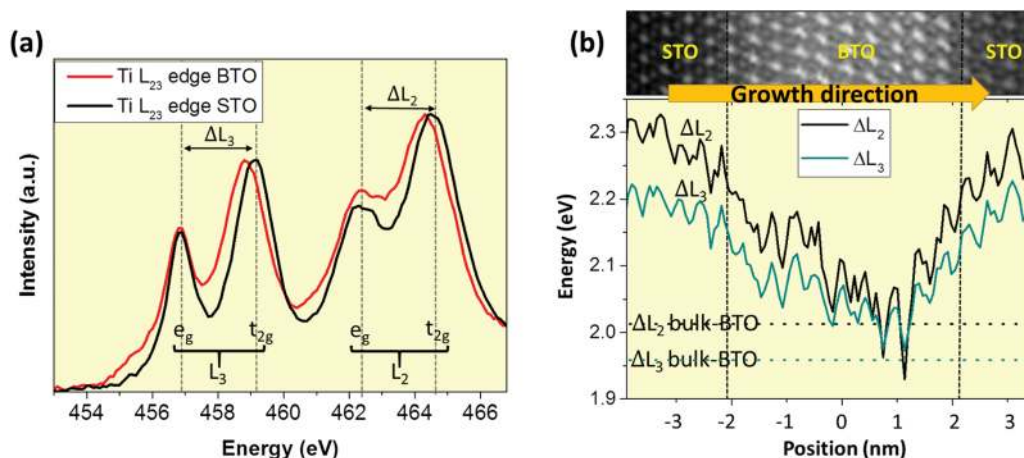 (a)
Ti L23 edge BTO
Ti L23 edge STO
ΔL3
ΔL2
eg
t2g
eg
t2g
L3
L2
454 456 458 460 462 464 466
Energy (eV)
Intensity (a.u.)
(b)
STO
BTO
STO
Growth direction
ΔL2
ΔL3
ΔL2
ΔL3
ΔL2 bulk-BTO
ΔL3 bulk-BTO
2.3
2.2
2.1
2.0
1.9
Energy (eV)
-3 -2 -1 0 1 2 3
Position (nm)